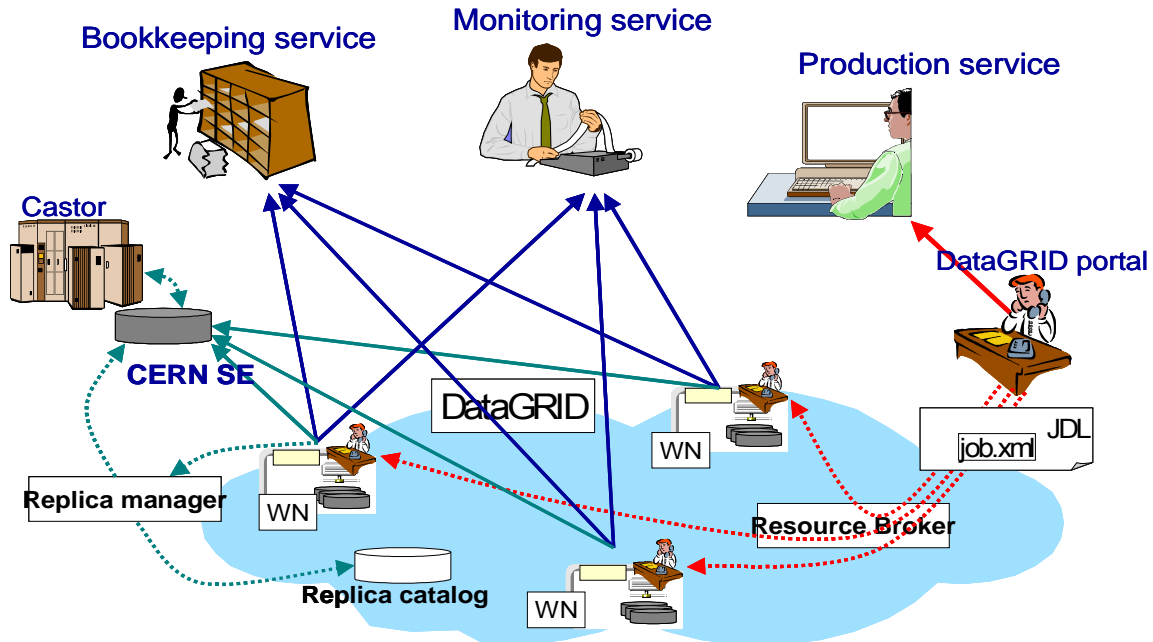 Monitoring service
Bookkeeping service
Production service
Castor
DataGRID portal
CERN SE
DataGRID
WN
JDL
job.xml
Replica manager
WN
Resource Broker
Replica catalog
WN